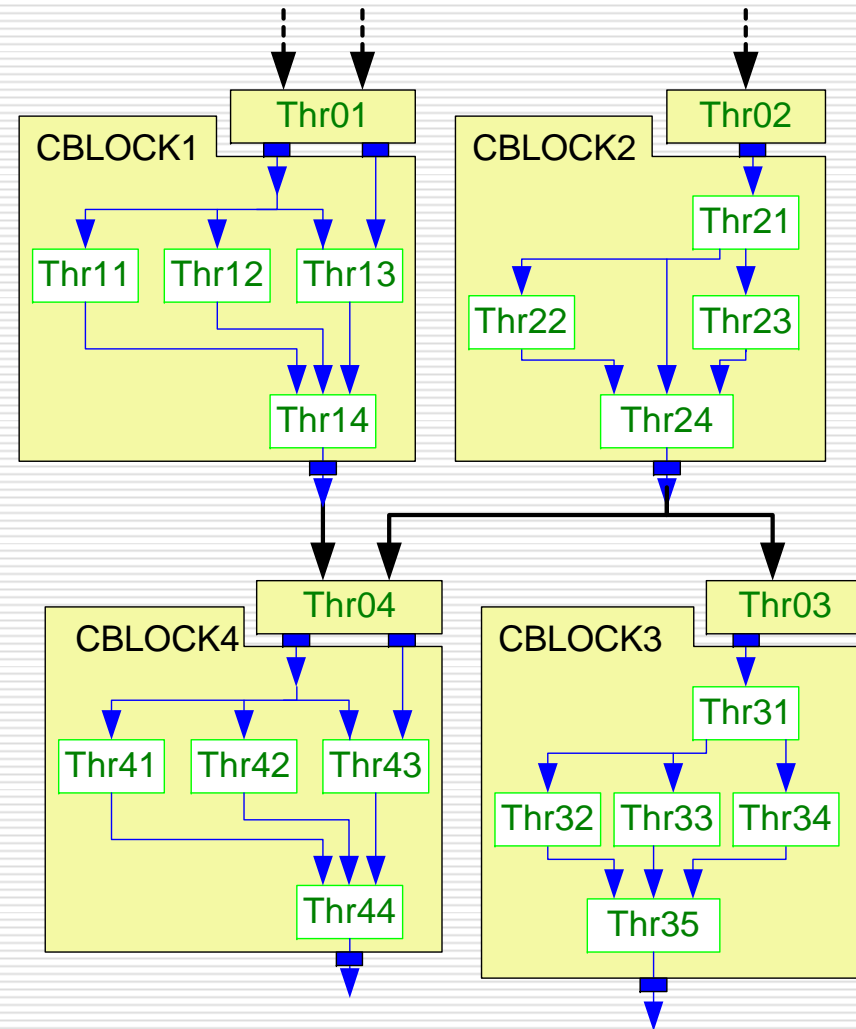 Thr01
CBLOCK1
Thr11
Thr12
Thr13
Thr14
Thr02
CBLOCK2
Thr21
Thr22
Thr23
Thr24
Thr04
CBLOCK4
Thr41
Thr42
Thr43
Thr44
Thr03
CBLOCK3
Thr31
Thr32
Thr33
Thr34
Thr35